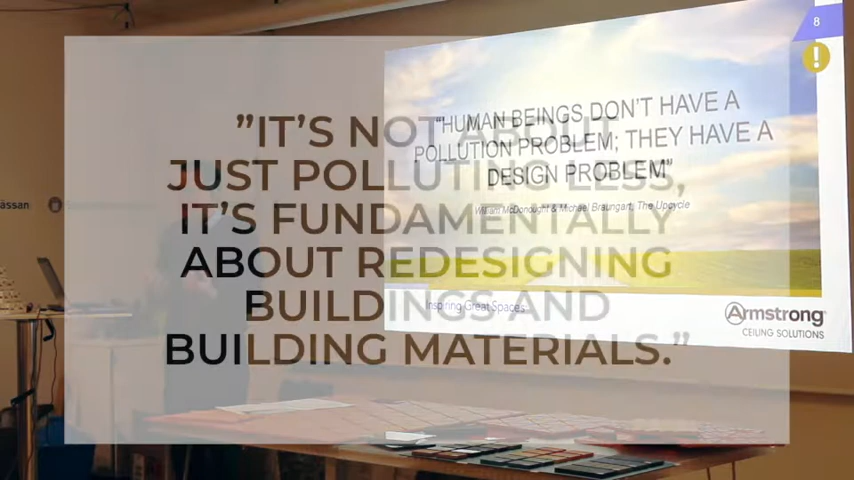 8
!
"HUMAN BEINGS DON'T HAVE A
POLLUTION PROBLEM; THEY HAVE A
DESIGN PROBLEM"
William McDonought & Michael Braungart, The Upcycle
Inspiring Great Spaces
Armstrong
CEILING SOLUTIONS
ässan
"IT'S NOT ABOUT
JUST POLLUTING LESS,
IT'S FUNDAMENTALLY
ABOUT REDESIGNING
BUILDINGS AND
BUILDING MATERIALS."